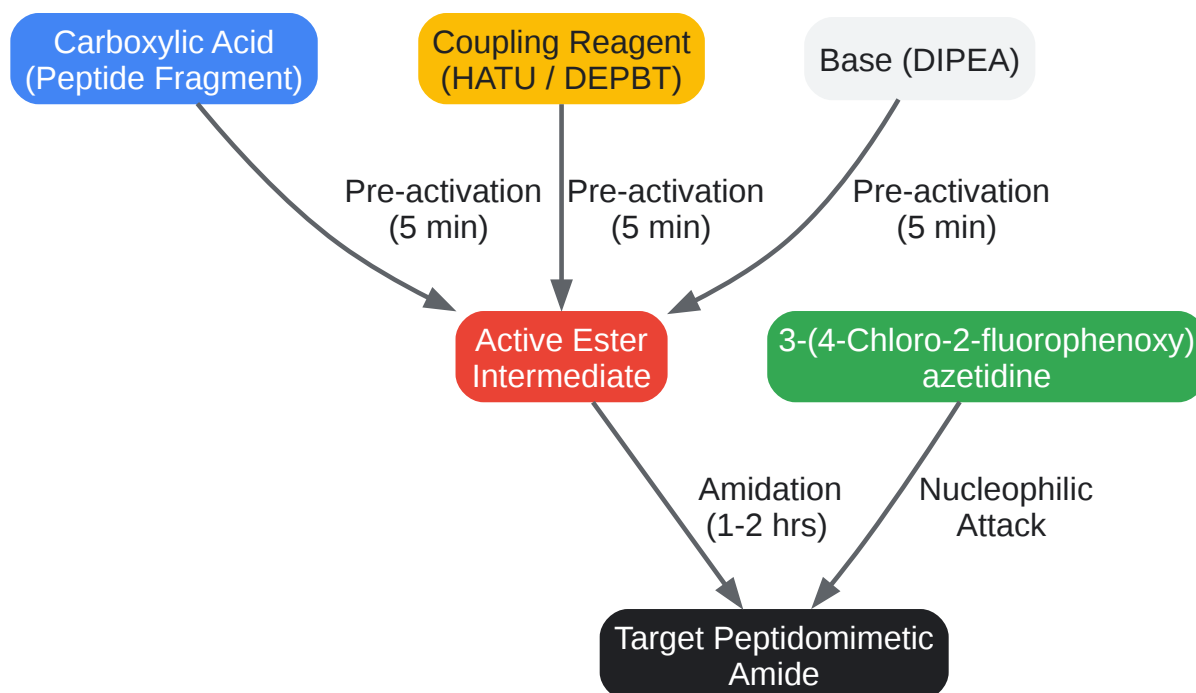 Carboxylic Acid
(Peptide Fragment)
Coupling Reagent
(HATU / DEPBT)
Base (DIPEA)
Pre-activation
(5 min)
Pre-activation
(5 min)
Pre-activation
(5 min)
Active Ester
Intermediate
3-(4-Chloro-2-fluorophenoxy)
azetidine
Amidation
(1-2 hrs)
Nucleophilic
Attack
Target Peptidomimetic
Amide